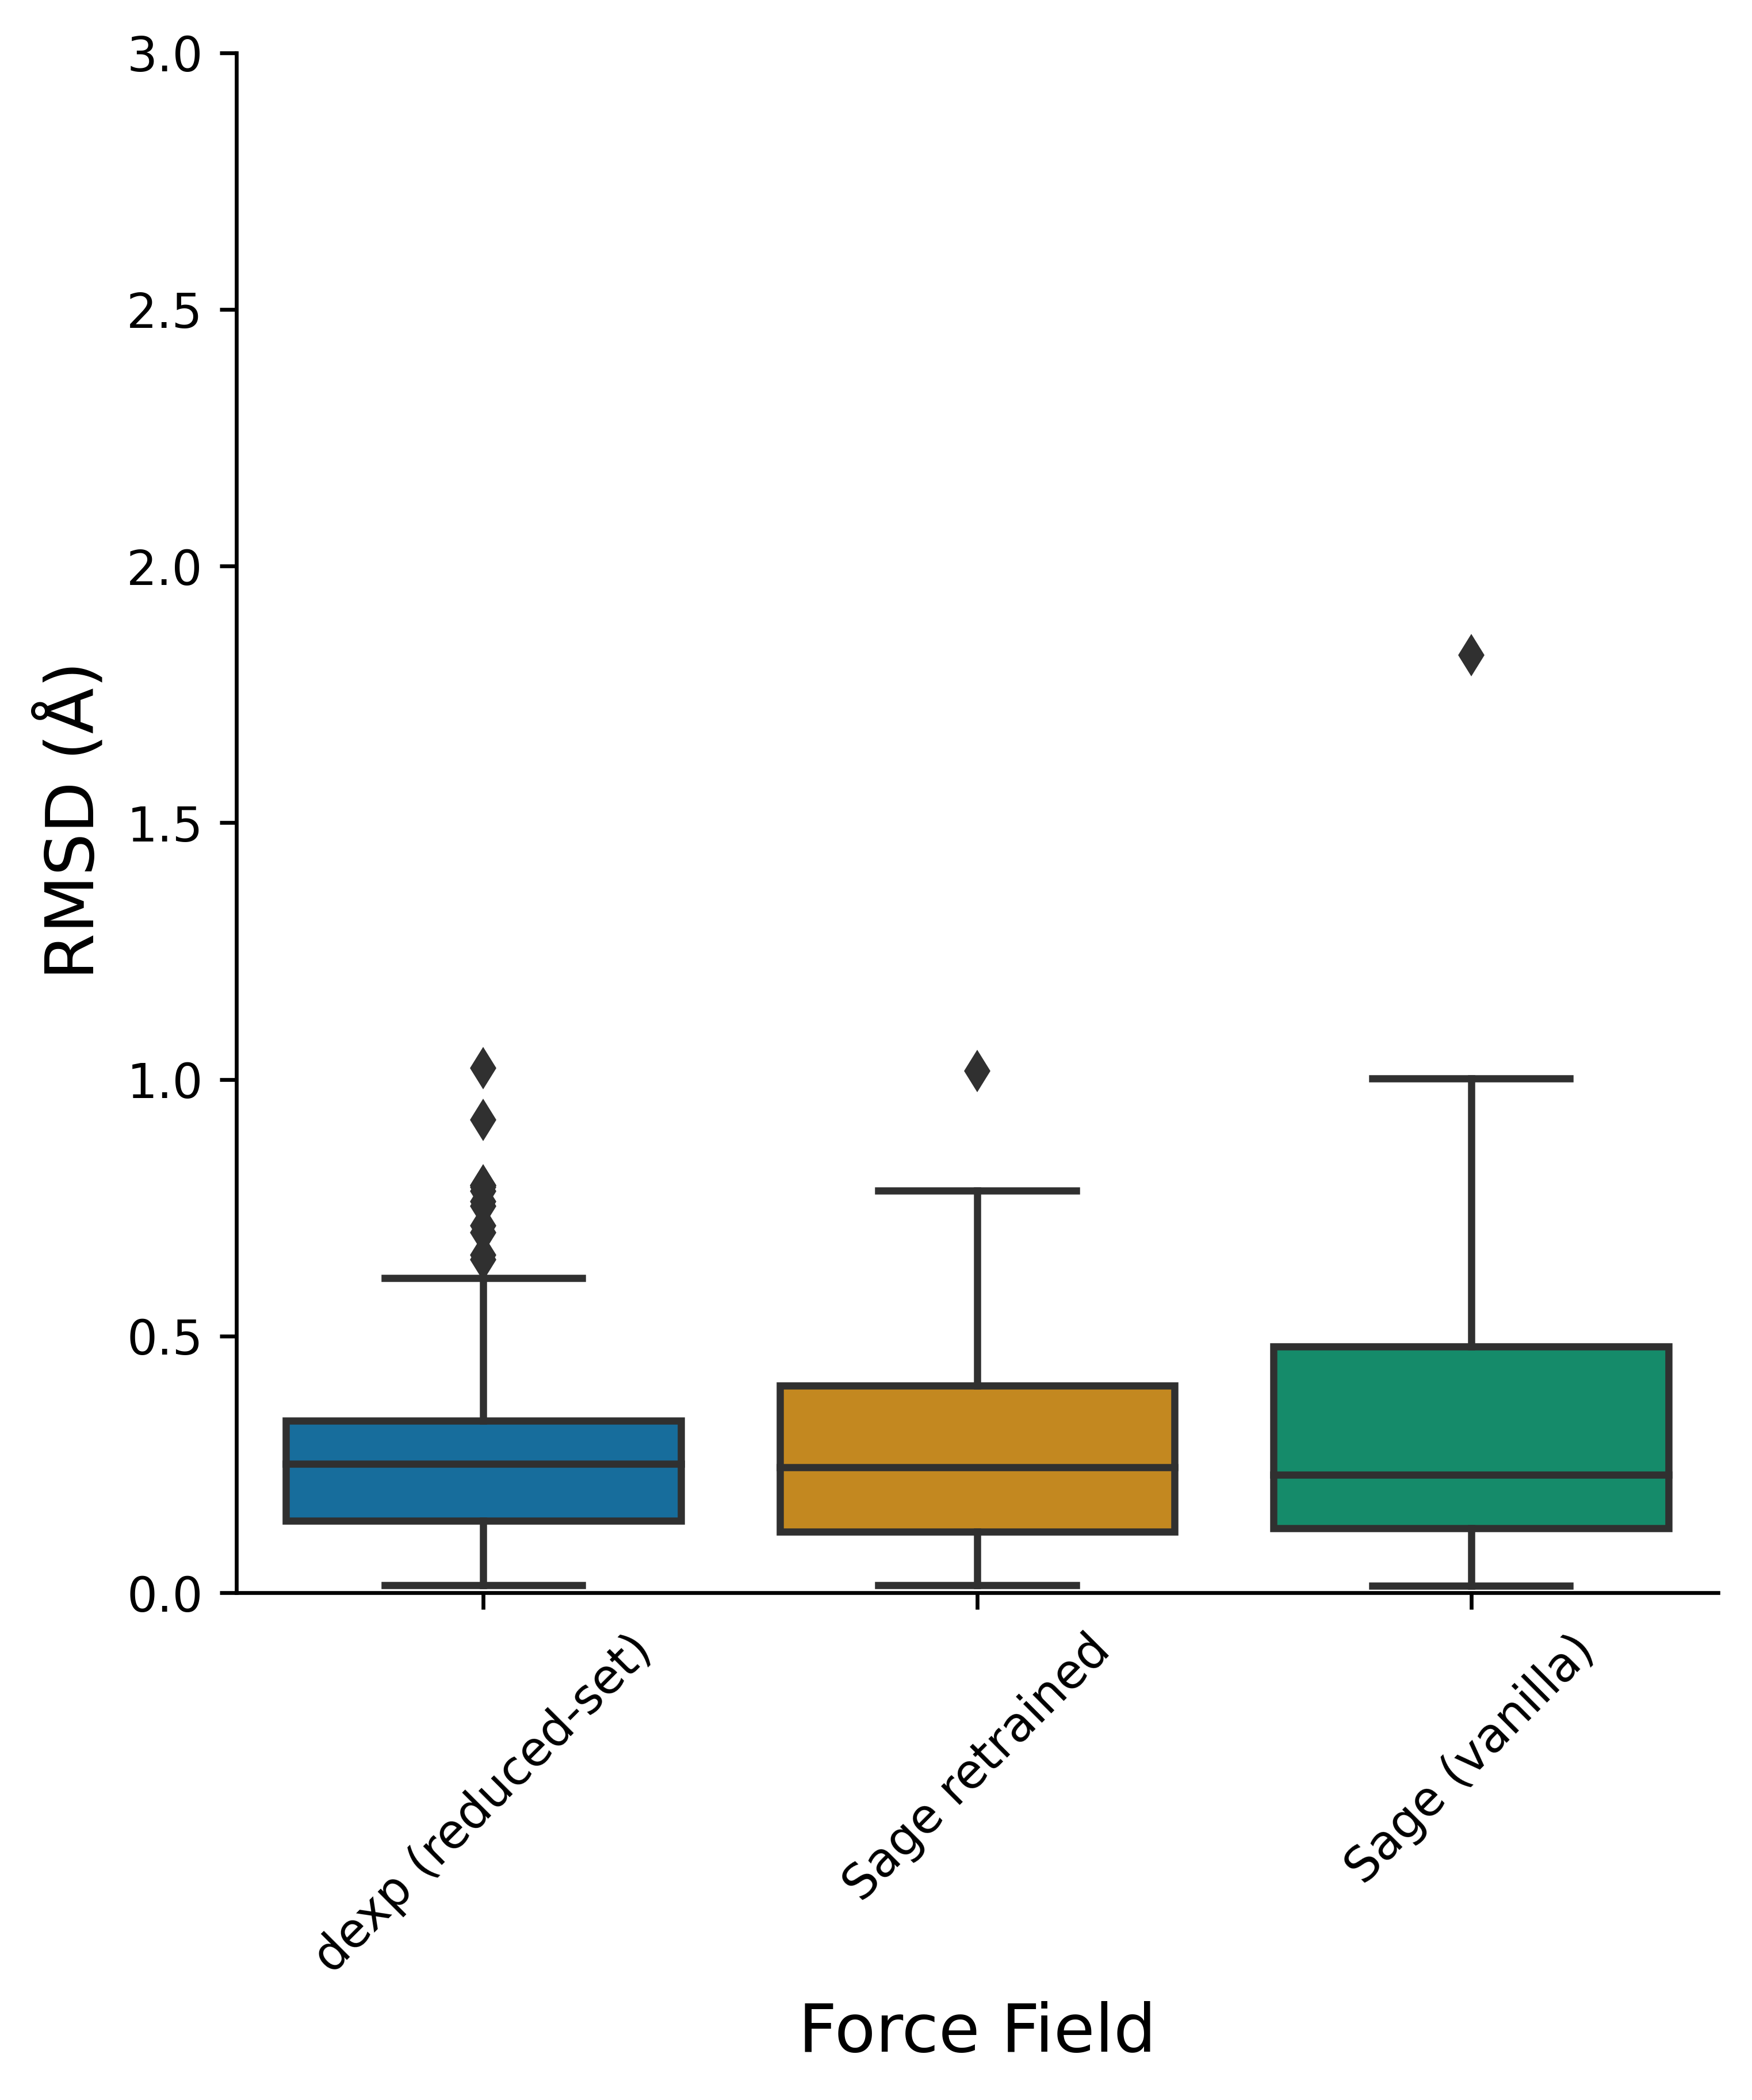 3.0
2.5
2.0
1.5
1.0
0.5
0.0
RMSD (Å)
dexp (reduced-set)
Sage retrained
Sage (vanilla)
Force Field